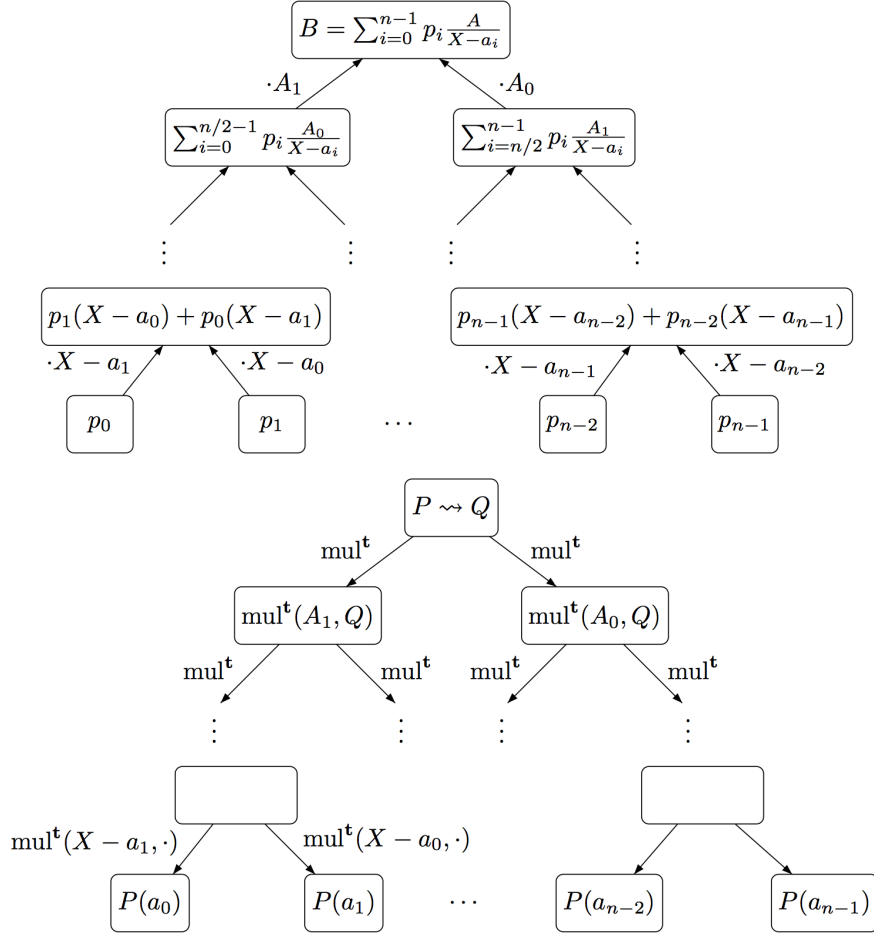 B = ∑_{i=0}^{n-1} p_i \frac{A}{X-a_i}
·A_1 ·A_0
∑_{i=0}^{n/2-1} p_i \frac{A_0}{X-a_i} ∑_{i=n/2}^{n-1} p_i \frac{A_1}{X-a_i}
⋮ ⋮ ⋮ ⋮
p_1(X − a_0) + p_0(X − a_1) p_{n−1}(X − a_{n−2}) + p_{n−2}(X − a_{n−1})
·X − a_1 ·X − a_0 ·X − a_{n−1} ·X − a_{n−2}
p_0 p_1 ⋯ p_{n−2} p_{n−1}
P ⇝ Q
mul^t mul^t
mul^t(A_1, Q) mul^t(A_0, Q)
mul^t mul^t mul^t mul^t
⋮ ⋮ ⋮ ⋮
mul^t(X − a_1, ·) mul^t(X − a_0, ·)
P(a_0) P(a_1) ⋯ P(a_{n−2}) P(a_{n−1})